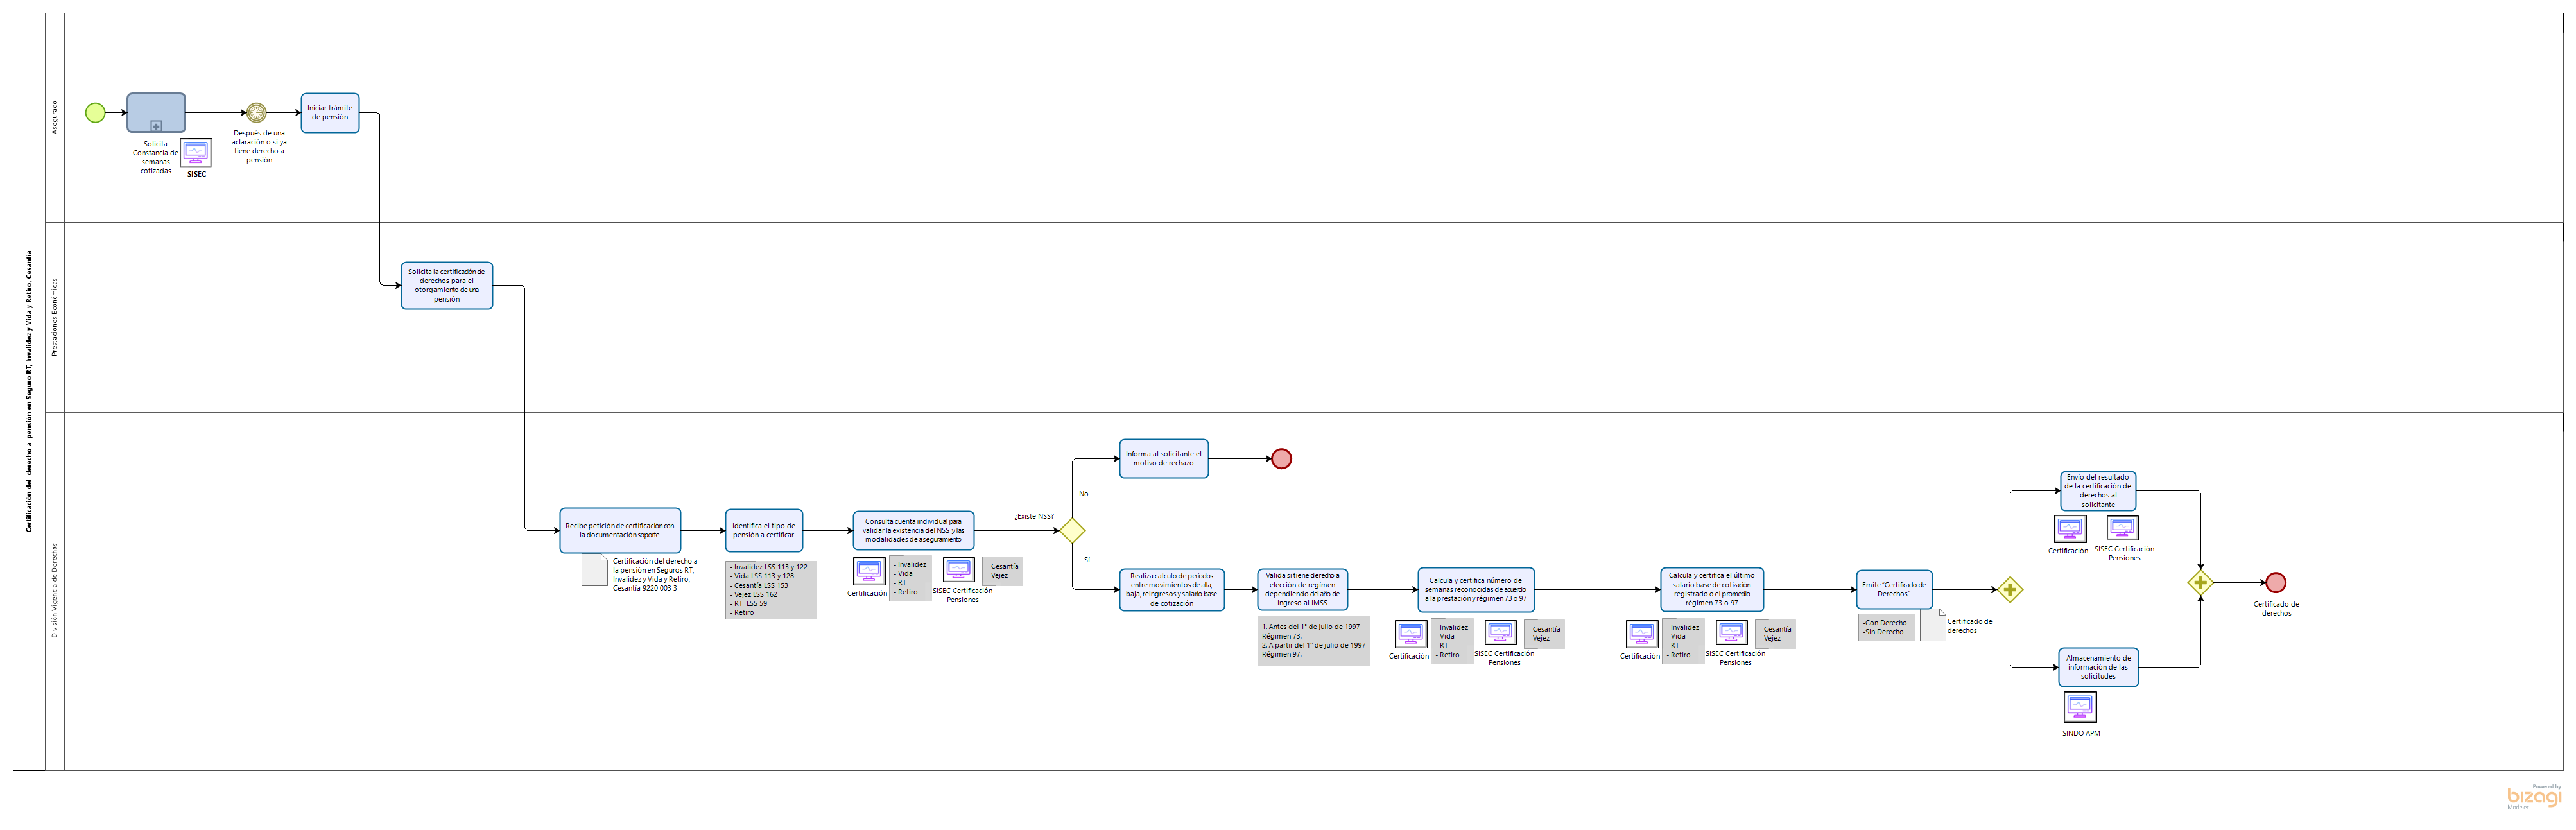 Certificación del derecho a pensión en Seguro RT, Invalidez y Vida y Retiro, Cesantía
Asegurado
Solicita
Constancia de
semanas
cotizadas
SISEC
Después de una
aclaración o si ya
tiene derecho a
pensión
Iniciar trámite
de pensión
Prestaciones Económicas
Solicita la certificación de
derechos para el
otorgamiento de una
pensión
División Vigencia de Derechos
Recibe petición de certificación con
la documentación soporte
Certificación del derecho a
la pensión en Seguros RT,
Invalidez y Vida y Retiro,
Cesantía 9220 003 3
Identifica el tipo de
pensión a certificar
- Invalidez LSS 113 y 122
- Vida LSS 113 y 128
- Cesantía LSS 153
- Vejez LSS 162
- RT LSS 59
- Retiro
Consulta cuenta individual para
validar la existencia del NSS y las
modalidades de aseguramiento
Certificación
- Invalidez
- Vida
- RT
- Retiro
SISEC Certificación
Pensiones
- Cesantía
- Vejez
¿Existe NSS?
No
Informa al solicitante el
motivo de rechazo
Sí
Realiza calculo de períodos
entre movimientos de alta,
baja, reingresos y salario base
de cotización
Valida si tiene derecho a
elección de regimen
dependiendo del año de
ingreso al IMSS
1. Antes del 1° de julio de 1997
Régimen 73.
2. A partir del 1° de julio de 1997
Régimen 97.
Calcula y certifica número de
semanas reconocidas de acuerdo
a la prestación y régimen 73 o 97
Certificación
- Invalidez
- Vida
- RT
- Retiro
SISEC Certificación
Pensiones
- Cesantía
- Vejez
Calcula y certifica el último
salario base de cotización
registrado o el promedio
régimen 73 o 97
Certificación
- Invalidez
- Vida
- RT
- Retiro
SISEC Certificación
Pensiones
- Cesantía
- Vejez
Emite "Certificado de
Derechos"
-Con Derecho
-Sin Derecho
Certificado de
derechos
Envio del resultado
de la certificación de
derechos al
solicitante
Certificación
SISEC Certificación
Pensiones
Almacenamiento de
información de las
solicitudes
SINDO APM
Certificado de
derechos
Powered by
bizagi
Modeler